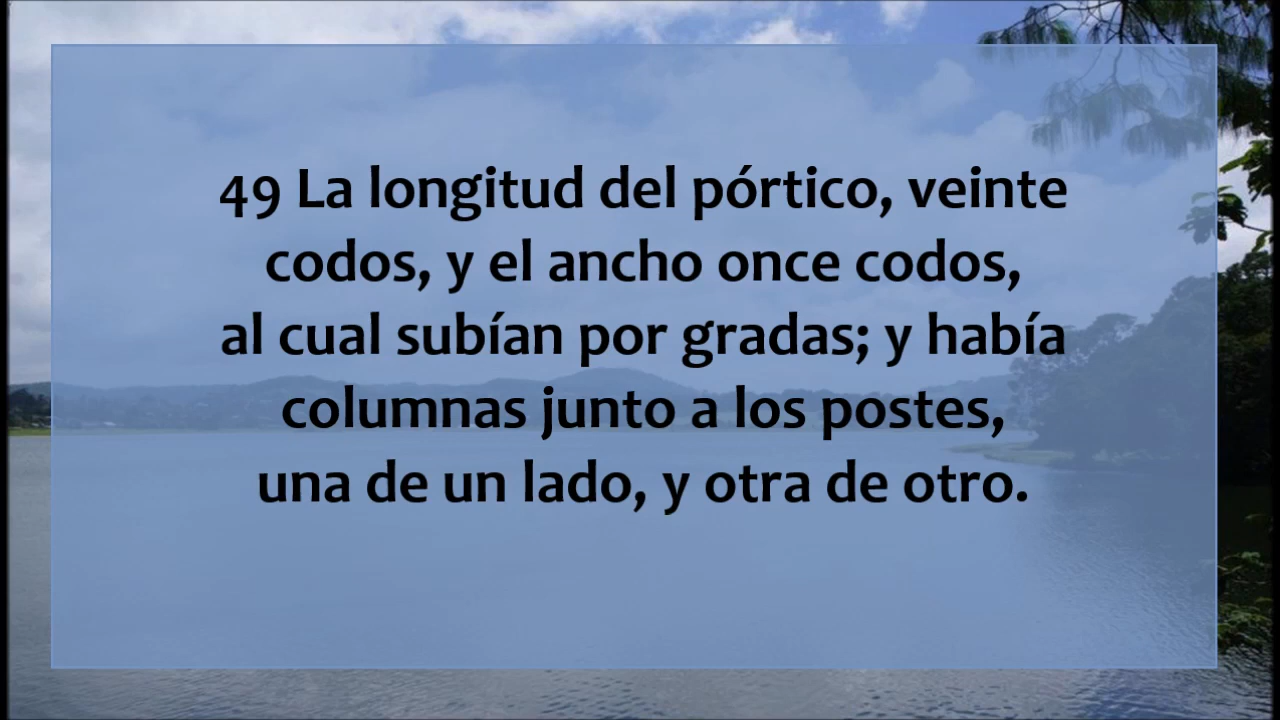 49 La longitud del pórtico, veinte
codos, y el ancho once codos,
al cual subían por gradas; y había
columnas junto a los postes,
una de un lado, y otra de otro.